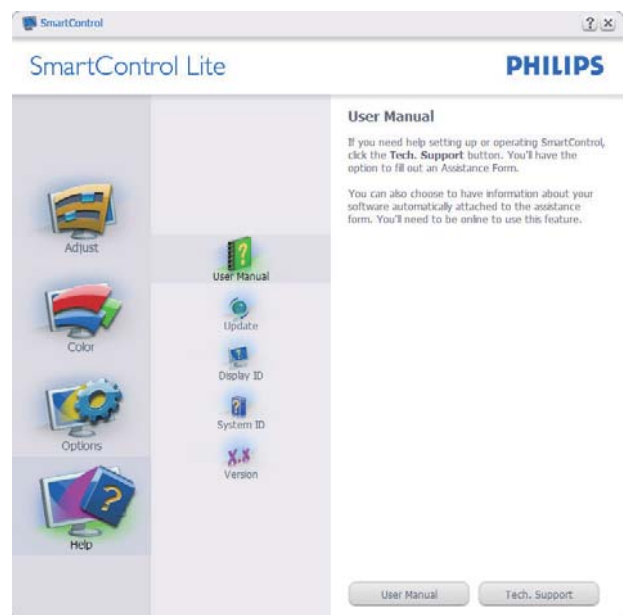 SmartControl
? ×
SmartControl Lite
PHILIPS
Adjust
Color
Options
Help
User Manual
Update
Display ID
System ID
X.X
Version
User Manual
If you need help setting up or operating SmartControl,
click the Tech. Support button. You'll have the
option to fill out an Assistance Form.
You can also choose to have information about your
software automatically attached to the assistance
form. You'll need to be online to use this feature.
User Manual
Tech. Support